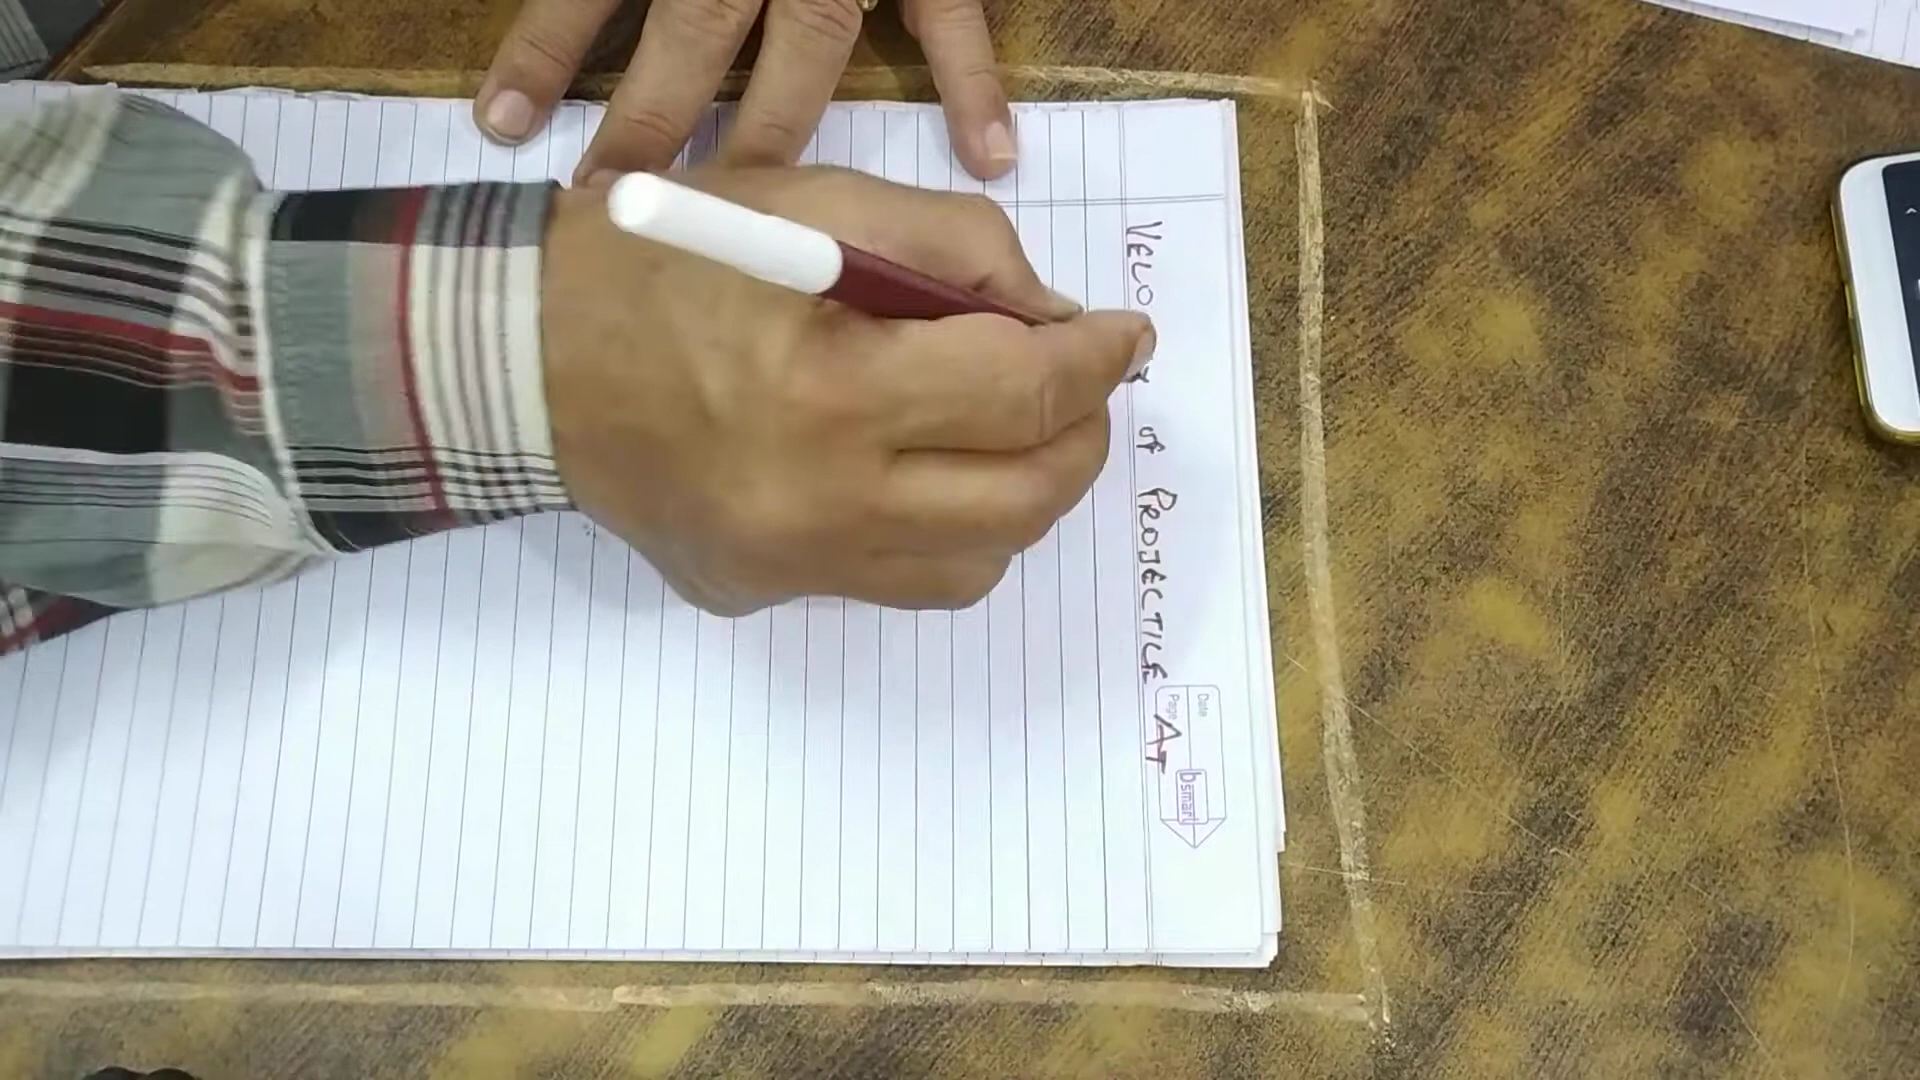 VELO OF PROJECTILE AT
Date
Page
bsmart